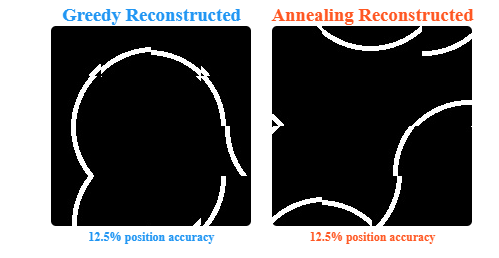 Greedy Reconstructed
Annealing Reconstructed
12.5% position accuracy
12.5% position accuracy